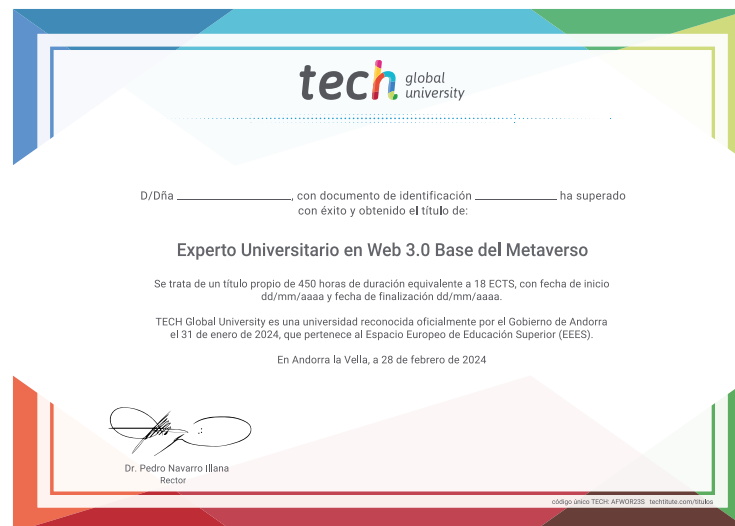 tech global university
D/Dña ____________, con documento de identificación ____________ ha superado
con éxito y obtenido el título de:
Experto Universitario en Web 3.0 Base del Metaverso
Se trata de un título propio de 450 horas de duración equivalente a 18 ECTS, con fecha de inicio
dd/mm/aaaa y fecha de finalización dd/mm/aaaa.
TECH Global University es una universidad reconocida oficialmente por el Gobierno de Andorra
el 31 de enero de 2024, que pertenece al Espacio Europeo de Educación Superior (EEES).
En Andorra la Vella, a 28 de febrero de 2024
Dr. Pedro Navarro Illana
Rector
código único TECH: AFWOR23S techtitute.com/titulos